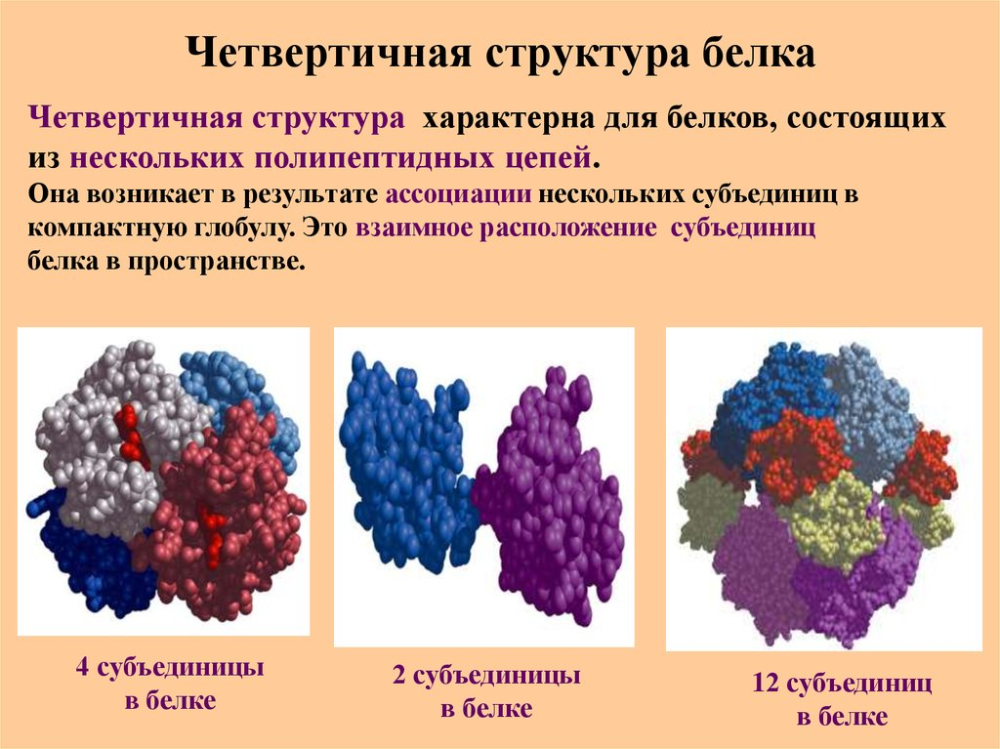 Четвертичная структура белка
Четвертичная структура характерна для белков, состоящих
из нескольких полипептидных цепей.
Она возникает в результате ассоциации нескольких субъединиц в
компактную глобулу. Это взаимное расположение субъединиц
белка в пространстве.
4 субъединицы
в белке
2 субъединицы
в белке
12 субъединиц
в белке